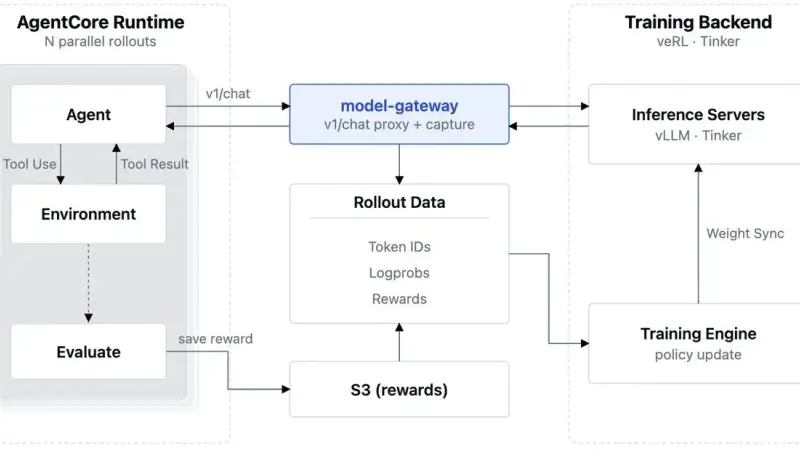 AgentCore Runtime
N parallel rollouts
Agent
Tool Use
Tool Result
Environment
Evaluate
v1/chat
save reward
model-gateway
v1/chat proxy + capture
Rollout Data
Token IDs
Logprobs
Rewards
S3 (rewards)
Training Backend
veRL · Tinker
Inference Servers
vLLM · Tinker
Weight Sync
Training Engine
policy update